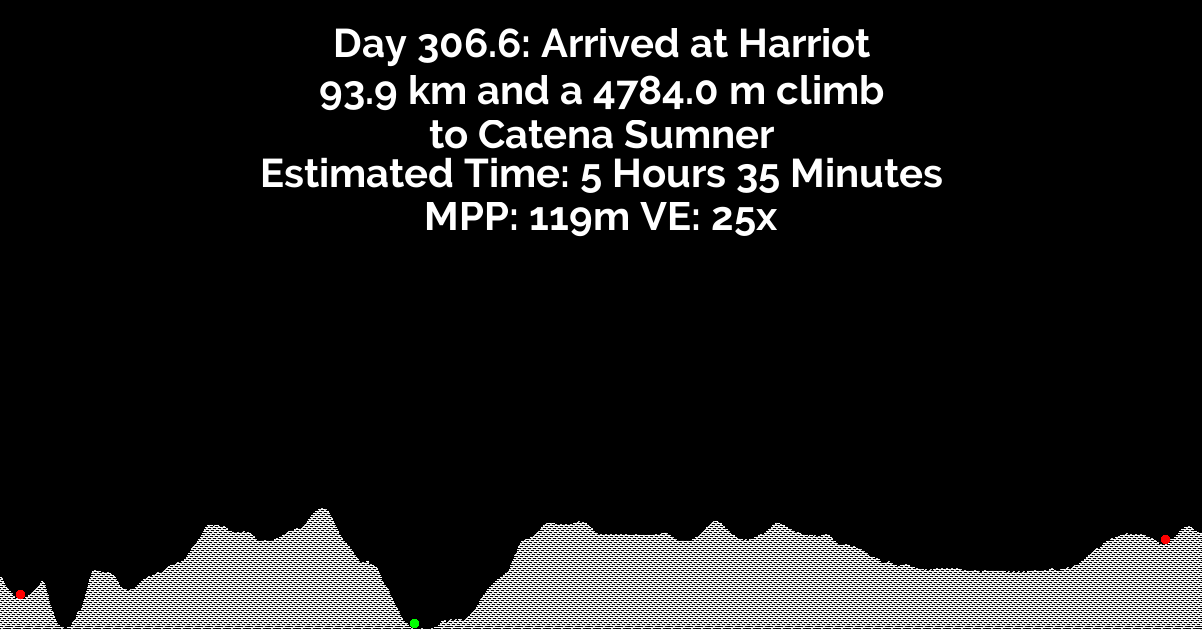 Day 306.6: Arrived at Harriot
93.9 km and a 4784.0 m climb
to Catena Sumner
Estimated Time: 5 Hours 35 Minutes
MPP: 119m VE: 25x